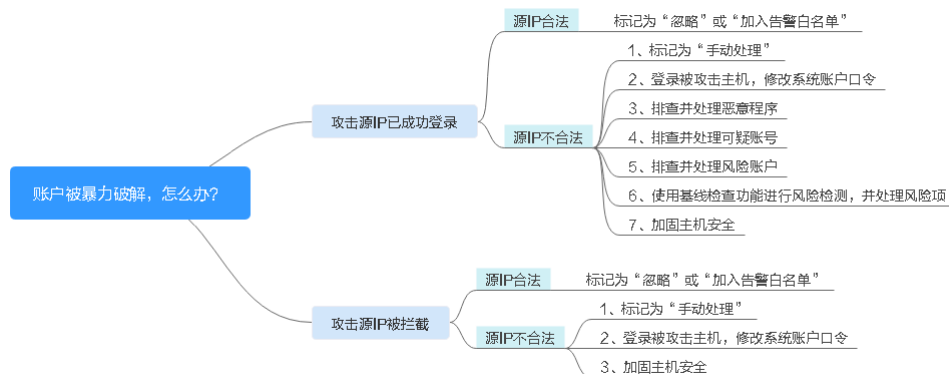 账户被暴力破解，怎么办？
攻击源IP已成功登录
源IP合法
标记为“忽略”或“加入告警白名单”
源IP不合法
1、标记为“手动处理”
2、登录被攻击主机，修改系统账户口令
3、排查并处理恶意程序
4、排查并处理可疑账号
5、排查并处理风险账户
6、使用基线检查功能进行风险检测，并处理风险项
7、加固主机安全
攻击源IP被拦截
源IP合法
标记为“忽略”或“加入告警白名单”
源IP不合法
1、标记为“手动处理”
2、登录被攻击主机，修改系统账户口令
3、加固主机安全